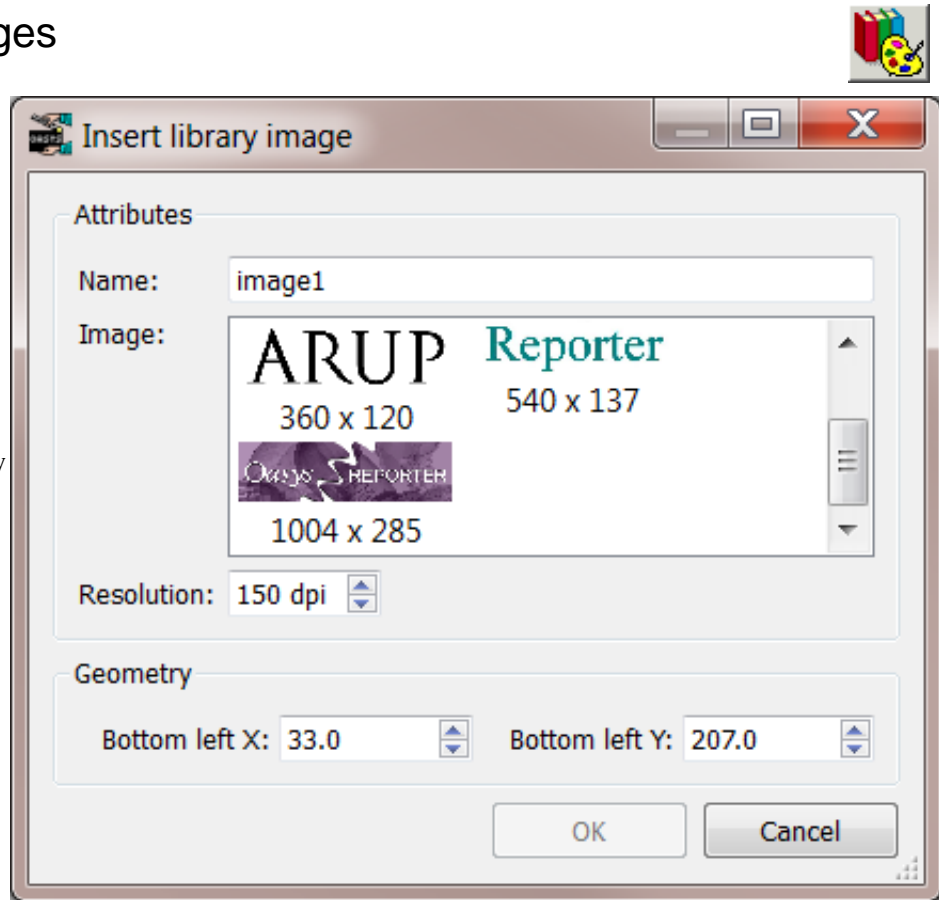 ges
Insert library image
Attributes
Name: image1
Image:
ARUP Reporter
360 x 120 540 x 137
Oasys REPORTER
1004 x 285
y
Resolution: 150 dpi
Geometry
Bottom left X: 33.0 Bottom left Y: 207.0
OK Cancel